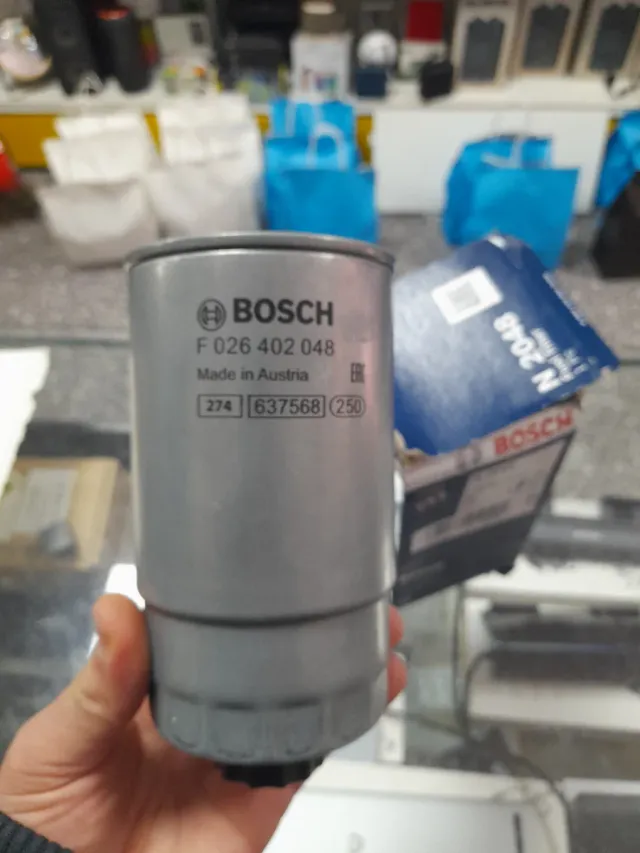 BOSCH
F 026 402 048
Made in Austria
EAC
274 637568 250
N 2048
BOSCH